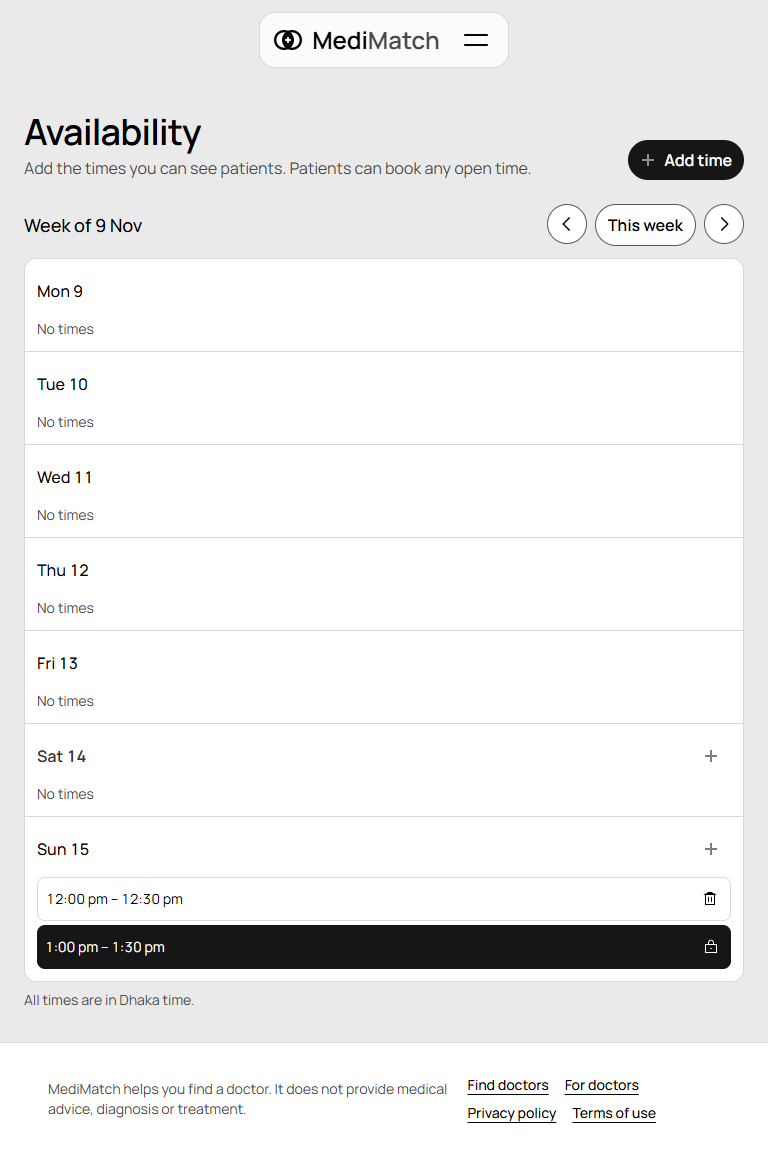 MediMatch
Availability
Add the times you can see patients. Patients can book any open time.
Add time
Week of 9 Nov
This week
Mon 9
No times
Tue 10
No times
Wed 11
No times
Thu 12
No times
Fri 13
No times
Sat 14
No times
Sun 15
12:00 pm – 12:30 pm
1:00 pm – 1:30 pm
All times are in Dhaka time.
MediMatch helps you find a doctor. It does not provide medical
advice, diagnosis or treatment.
Find doctors For doctors
Privacy policy Terms of use